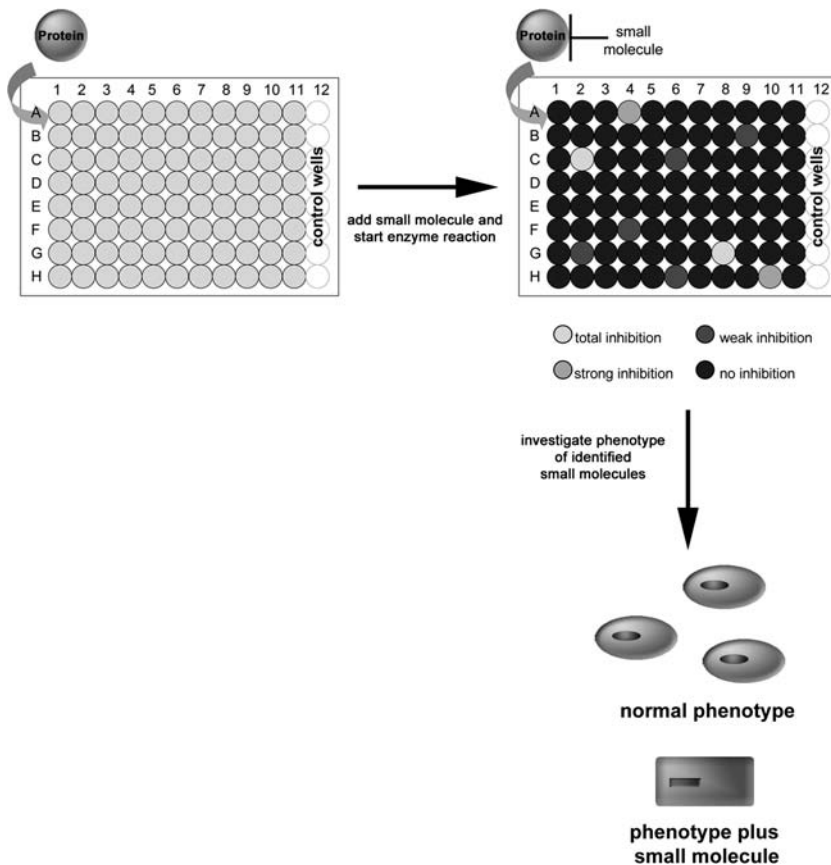 Protein
1 2 3 4 5 6 7 8 9 10 11 12
A
B
C
D
E
F
G
H
control wells
add small molecule and
start enzyme reaction
Protein
small
molecule
1 2 3 4 5 6 7 8 9 10 11 12
A
B
C
D
E
F
G
H
control wells
total inhibition
weak inhibition
strong inhibition
no inhibition
investigate phenotype
of identified
small molecules
normal phenotype
phenotype plus
small molecule